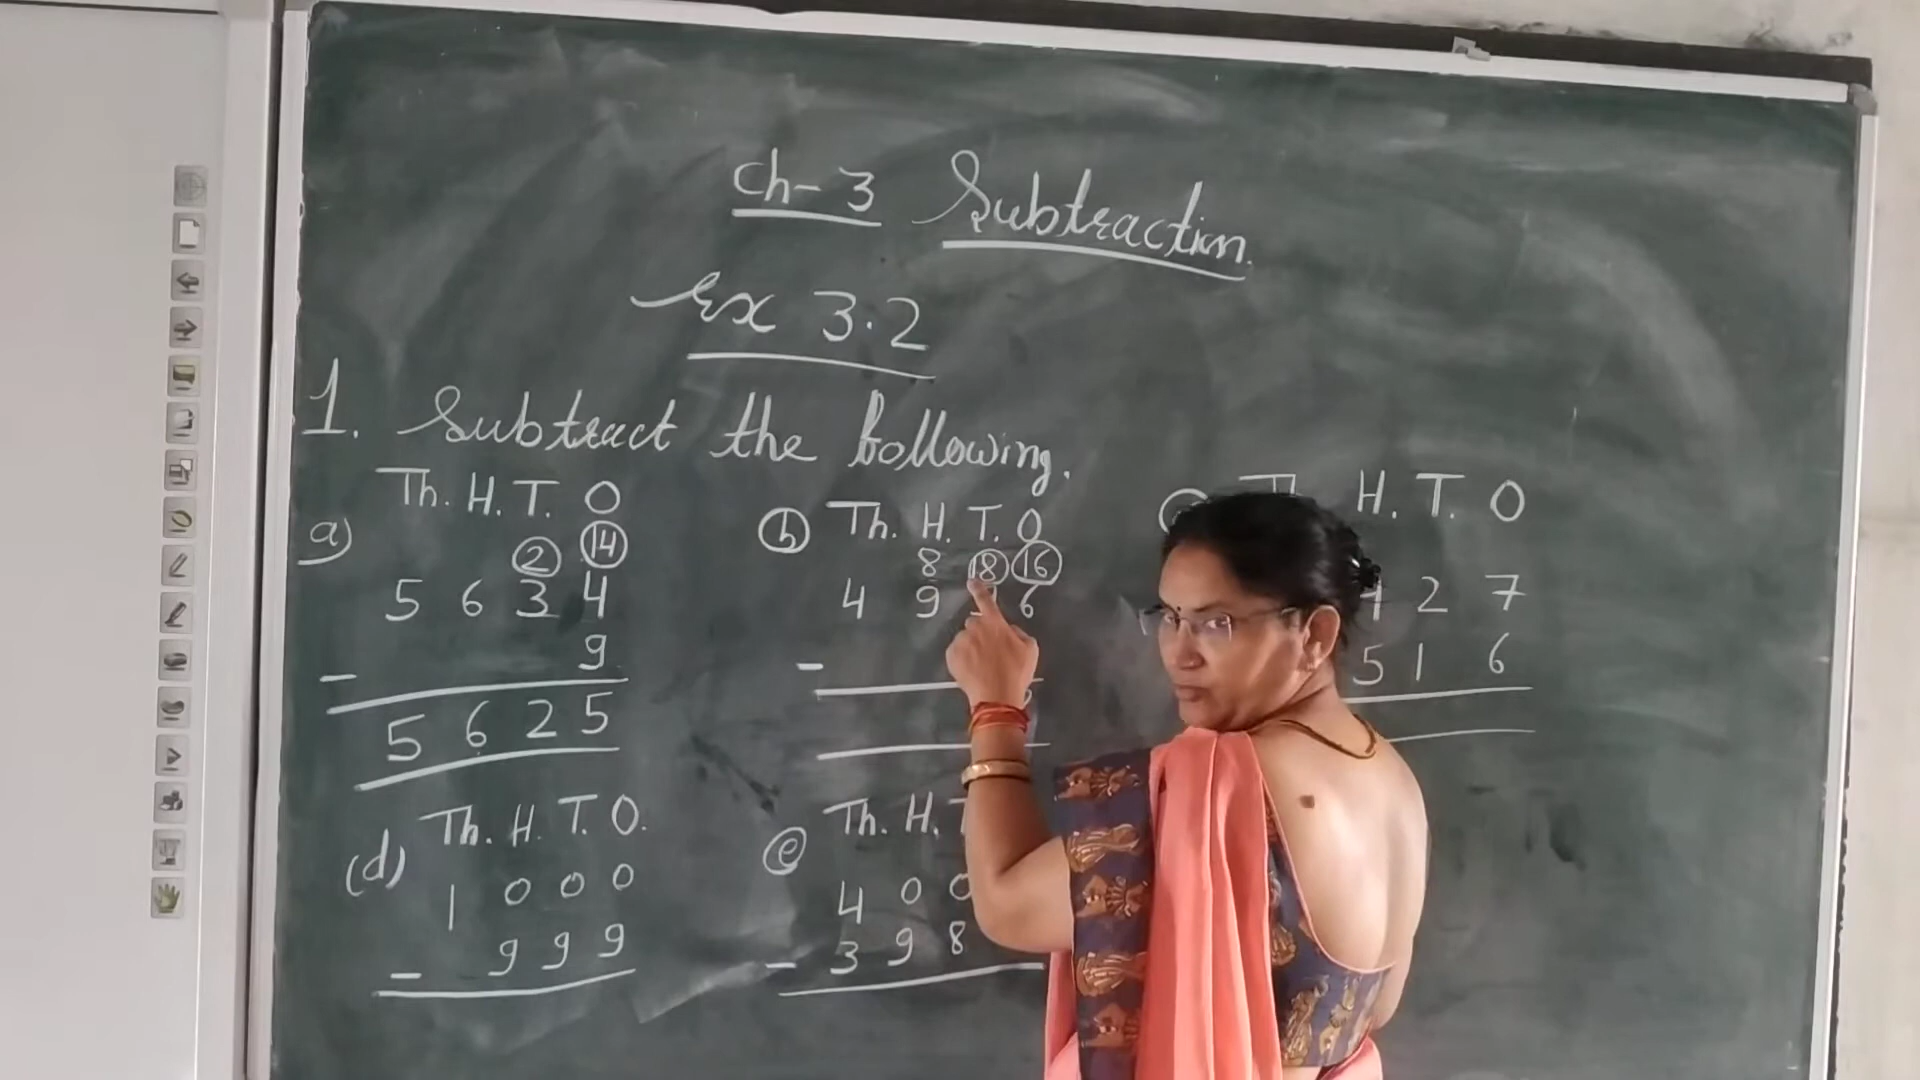 Ch-3 Subtraction.
Ex 3.2
1. Subtract the following.
a) Th. H. T. O
2 14
5 6 3 4
- 9
5 6 2 5
b Th. H. T. O
8 18 16
4 9 6
-
H. T. O
2 7
5 1 6
(d) Th. H. T. O.
1 0 0 0
- 9 9 9
e Th. H.
4 0 0
- 3 9 8